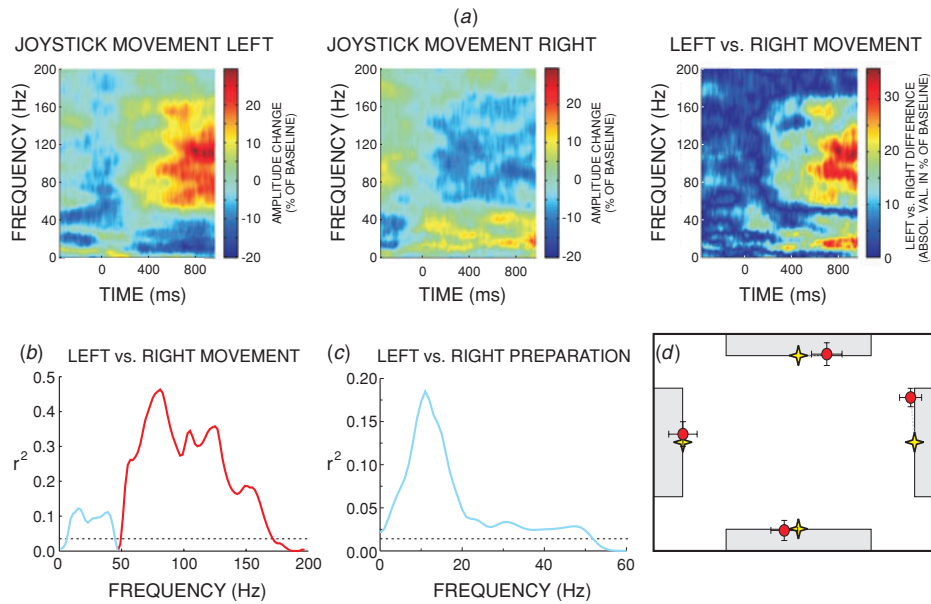 (a)
JOYSTICK MOVEMENT LEFT
FREQUENCY (Hz)
200
160
120
80
40
0
0 400 800
TIME (ms)
20
10
0
-10
-20
AMPLITUDE CHANGE
(% OF BASELINE)
JOYSTICK MOVEMENT RIGHT
FREQUENCY (Hz)
200
160
120
80
40
0
0 400 800
TIME (ms)
20
10
0
-10
-20
AMPLITUDE CHANGE
(% OF BASELINE)
LEFT vs. RIGHT MOVEMENT
FREQUENCY (Hz)
200
160
120
80
40
0
0 400 800
TIME (ms)
30
20
10
0
LEFT vs. RIGHT DIFFERENCE
(ABSOL. VAL. IN % OF BASELINE)
(b) LEFT vs. RIGHT MOVEMENT
r²
0.5
0.4
0.3
0.2
0.1
0.0
0 50 100 150 200
FREQUENCY (Hz)
(c) LEFT vs. RIGHT PREPARATION
r²
0.20
0.15
0.10
0.05
0.00
0 20 40 60
FREQUENCY (Hz)
(d)